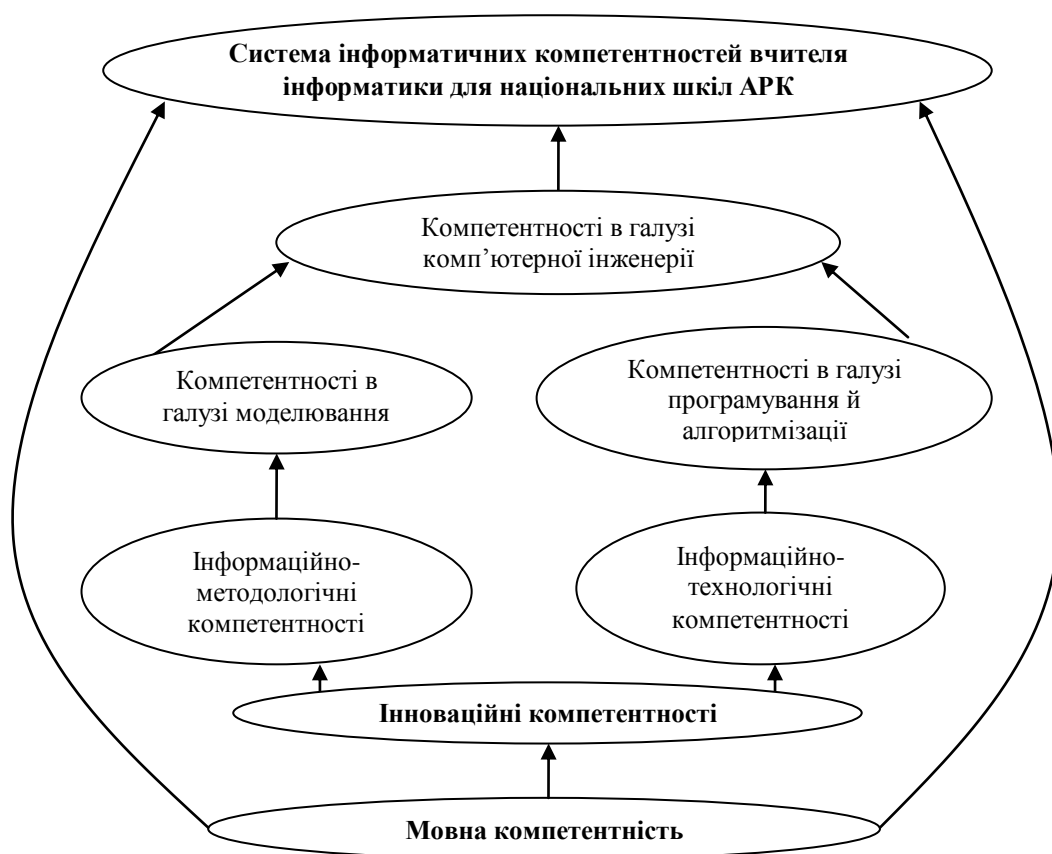 Система інформатичних компетентностей вчителя
інформатики для національних шкіл АРК
Компетентності в галузі
комп’ютерної інженерії
Компетентності в
галузі моделювання
Компетентності в галузі
програмування й
алгоритмізації
Інформаційно-
методологічні
компетентності
Інформаційно-
технологічні
компетентності
Інноваційні компетентності
Мовна компетентність